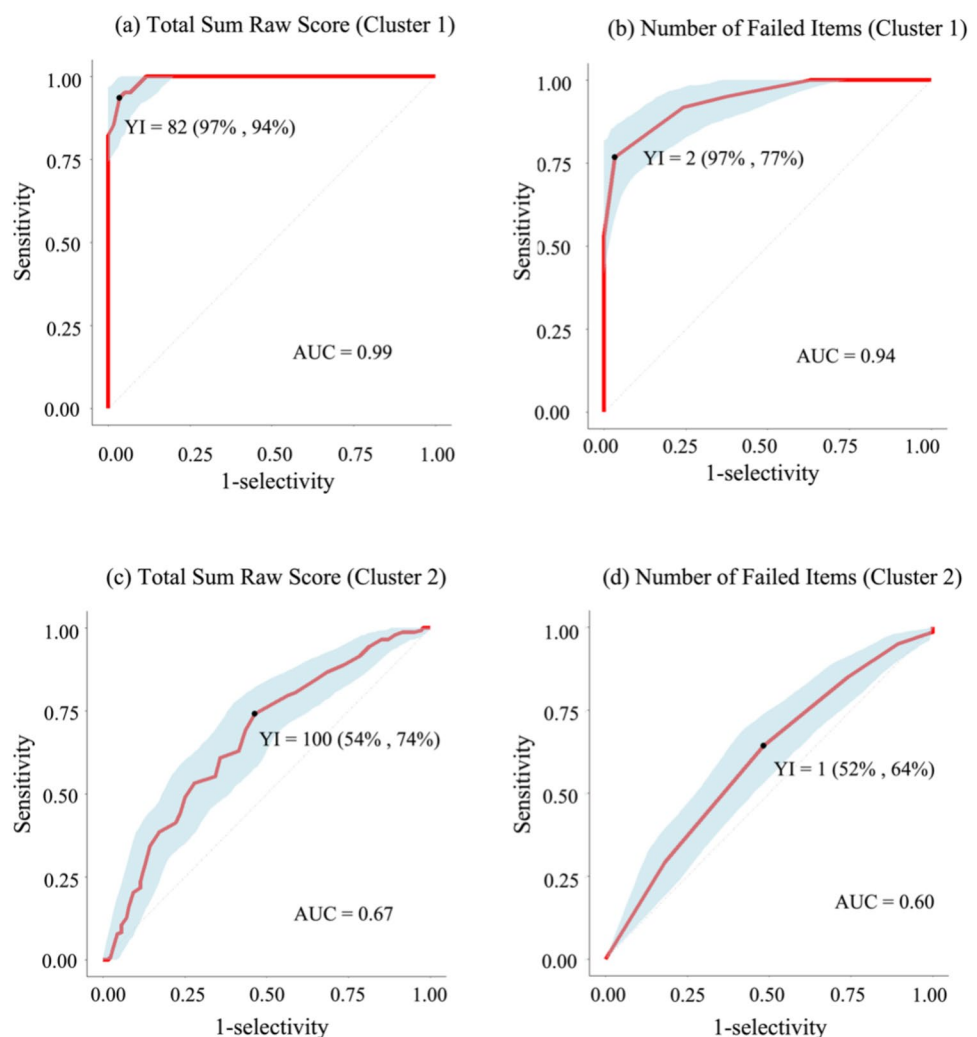 (a) Total Sum Raw Score (Cluster 1)
1.00
0.75
0.50
0.25
0.00
Sensitivity
YI = 82 (97% , 94%)
AUC = 0.99
0.00 0.25 0.75 1.00
1-selectivity
(b) Number of Failed Items (Cluster 1)
1.00
0.75
0.50
0.25
0.00
Sensitivity
YI = 2 (97% , 77%)
AUC = 0.94
0.00 0.25 0.50 0.75 1.00
1-selectivity
(c) Total Sum Raw Score (Cluster 2)
1.00
0.75
0.50
0.25
0.00
Sensitivity
YI = 100 (54% , 74%)
AUC = 0.67
0.00 0.25 0.50 0.75 1.00
1-selectivity
(d) Number of Failed Items (Cluster 2)
1.00
0.75
0.50
0.25
0.00
Sensitivity
YI = 1 (52% , 64%)
AUC = 0.60
0.00 0.25 0.50 0.75 1.00
1-selectivity